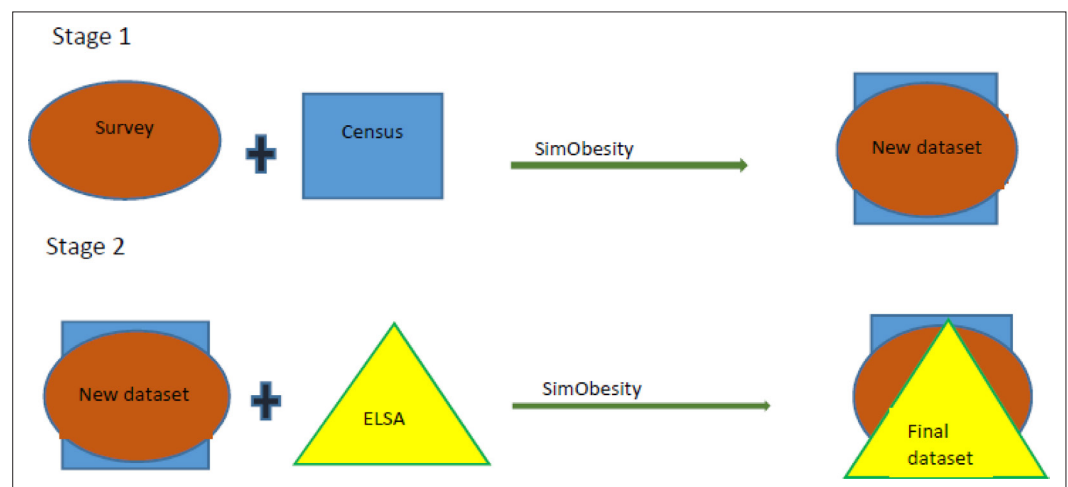 Stage 1
Survey
Census
SimObesity
New dataset
Stage 2
New dataset
ELSA
SimObesity
Final
dataset